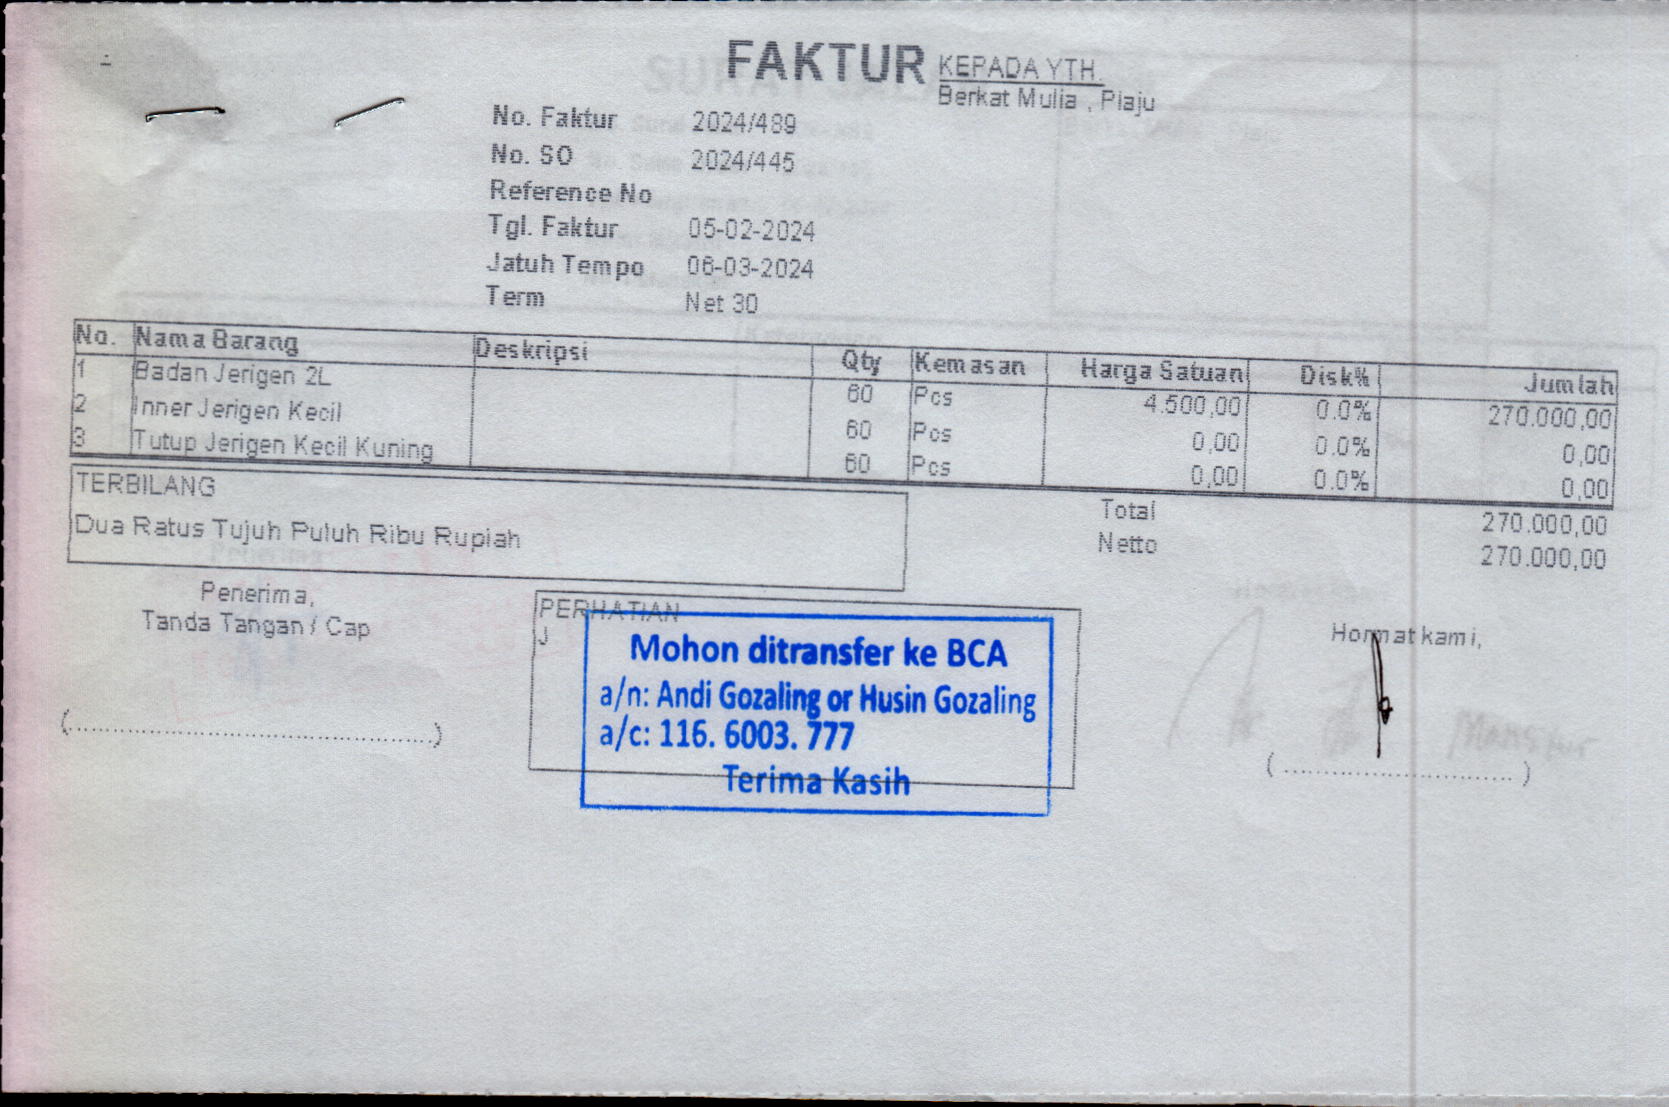 FAKTUR
KEPADA YTH.
Berkat Mulia , Plaju
No. Faktur 2024/489
No. SO 2024/445
Reference No
Tgl. Faktur 05-02-2024
Jatuh Tempo 06-03-2024
Term Net 30
No. Nama Barang Deskripsi Qty Kemasan Harga Satuan Disk% Jumlah
1 Badan Jerigen 2L 60 Pcs 4.500,00 0.0% 270.000,00
2 Inner Jerigen Kecil 60 Pcs 0,00 0.0% 0,00
3 Tutup Jerigen Kecil Kuning 60 Pcs 0,00 0.0% 0,00
TERBILANG
Dua Ratus Tujuh Puluh Ribu Rupiah
Total 270.000,00
Netto 270.000,00
Penerima,
Tanda Tangan / Cap
(......................................................)
PERHATIAN
J
Mohon ditransfer ke BCA
a/n: Andi Gozaling or Husin Gozaling
a/c: 116. 6003. 777
Terima Kasih
Hormat kami,
( .................................. )